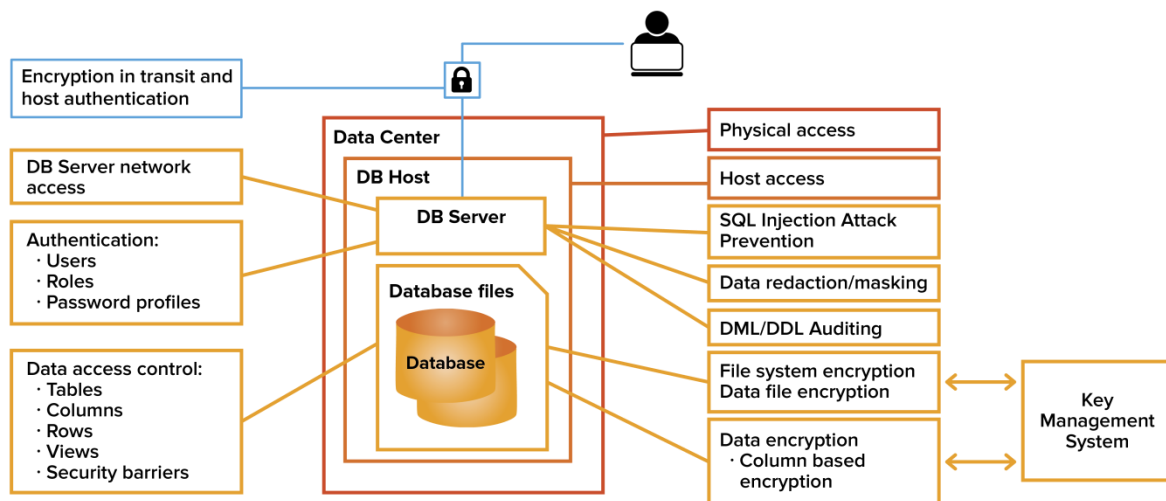 Encryption in transit and
host authentication
DB Server network
access
Authentication:
· Users
· Roles
· Password profiles
Data access control:
· Tables
· Columns
· Rows
· Views
· Security barriers
Data Center
DB Host
DB Server
Database files
Database
Physical access
Host access
SQL Injection Attack
Prevention
Data redaction/masking
DML/DDL Auditing
File system encryption
Data file encryption
Data encryption
· Column based
encryption
Key
Management
System